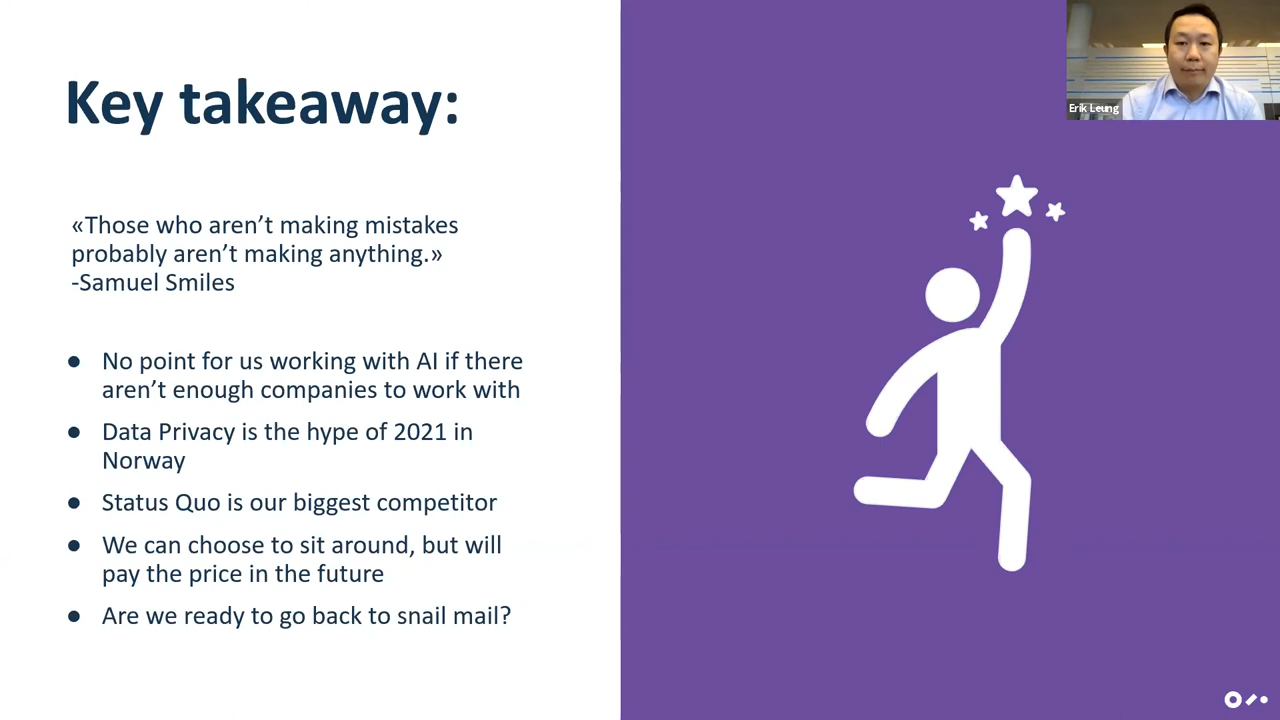 Key takeaway:
«Those who aren’t making mistakes
probably aren’t making anything.»
-Samuel Smiles
● No point for us working with AI if there
aren’t enough companies to work with
● Data Privacy is the hype of 2021 in
Norway
● Status Quo is our biggest competitor
● We can choose to sit around, but will
pay the price in the future
● Are we ready to go back to snail mail?
Erik Leung